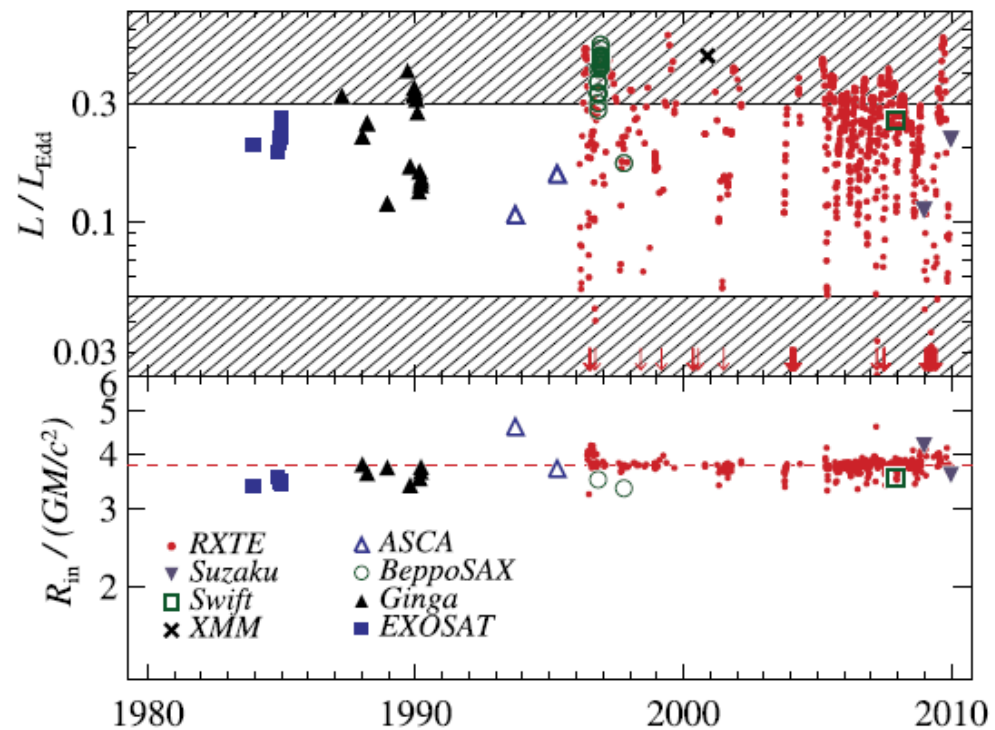 L / L_Edd
0.3
0.1
0.03
R_in / (GM/c²)
6
5
4
3
2
RXTE
Suzaku
Swift
XMM
ASCA
BeppoSAX
Ginga
EXOSAT
1980 1990 2000 2010